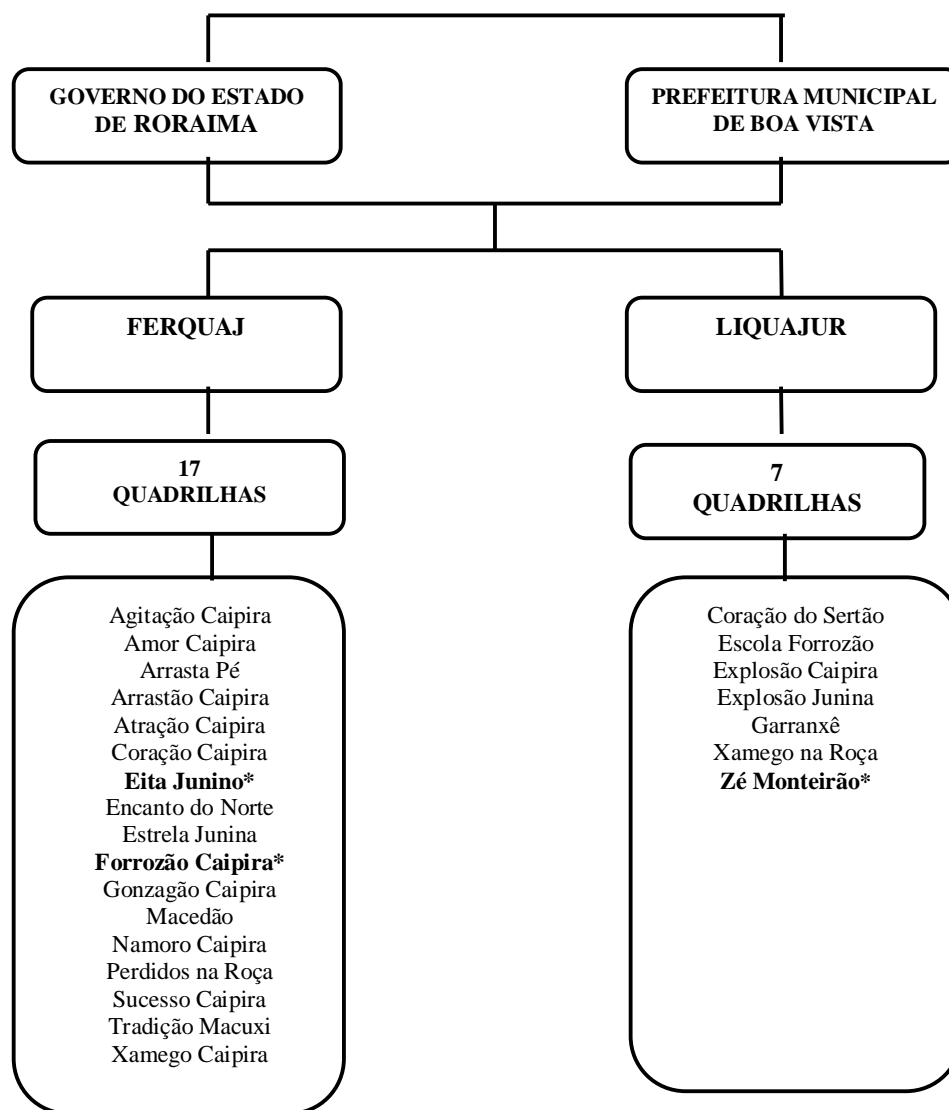 GOVERNO DO ESTADO
DE RORAIMA
PREFEITURA MUNICIPAL
DE BOA VISTA
FERQUAJ
LIQUAJUR
17
QUADRILHAS
7
QUADRILHAS
Agitação Caipira
Amor Caipira
Arrasta Pé
Arrastão Caipira
Atração Caipira
Coração Caipira
Eita Junino*
Encanto do Norte
Estrela Junina
Forrozão Caipira*
Gonzagão Caipira
Macedão
Namoro Caipira
Perdidos na Roça
Sucesso Caipira
Tradição Macuxi
Xamego Caipira
Coração do Sertão
Escola Forrozão
Explosão Caipira
Explosão Junina
Garranxê
Xamego na Roça
Zé Monteirão*